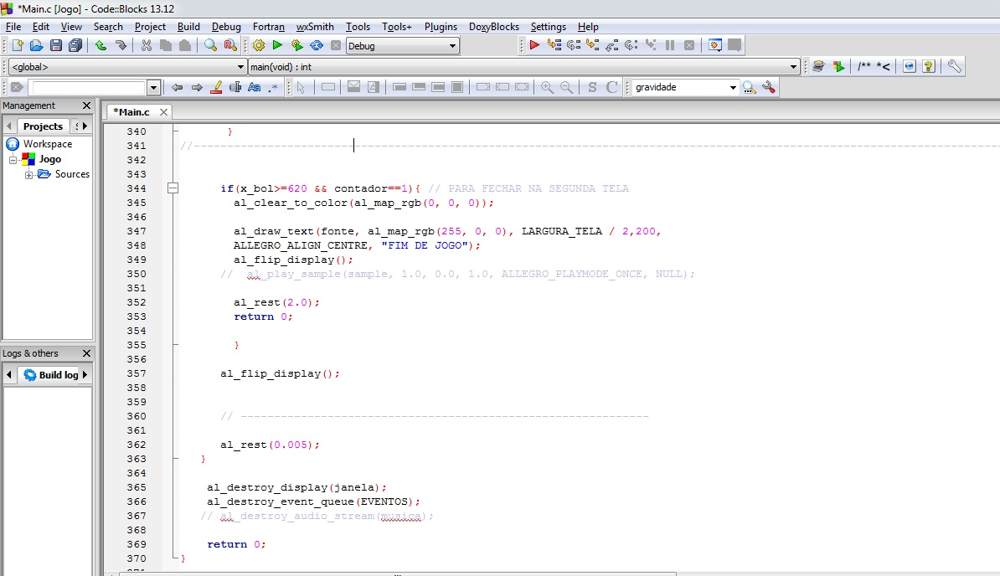 *Main.c [Jogo] - Code::Blocks 13.12
File Edit View Search Project Build Debug Fortran wxSmith Tools Tools+ Plugins DoxyBlocks Settings Help
Debug
<global> main(void) : int /** *<
Aa .* S C gravidade
Management
*Main.c
Projects
Workspace
Jogo
Sources
Logs & others
Build log
340 }
341 //------------------------------------------------------------------------------------------------------------------------
342
343
344 if(x_bol>=620 && contador==1){ // PARA FECHAR NA SEGUNDA TELA
345 al_clear_to_color(al_map_rgb(0, 0, 0));
346
347 al_draw_text(fonte, al_map_rgb(255, 0, 0), LARGURA_TELA / 2,200,
348 ALLEGRO_ALIGN_CENTRE, "FIM DE JOGO");
349 al_flip_display();
350 // al_play_sample(sample, 1.0, 0.0, 1.0, ALLEGRO_PLAYMODE_ONCE, NULL);
351
352 al_rest(2.0);
353 return 0;
354
355 }
356
357 al_flip_display();
358
359
360 // -------------------------------------------------------------
361
362 al_rest(0.005);
363 }
364
365 al_destroy_display(janela);
366 al_destroy_event_queue(EVENTOS);
367 // al_destroy_audio_stream(musica);
368
369 return 0;
370 }